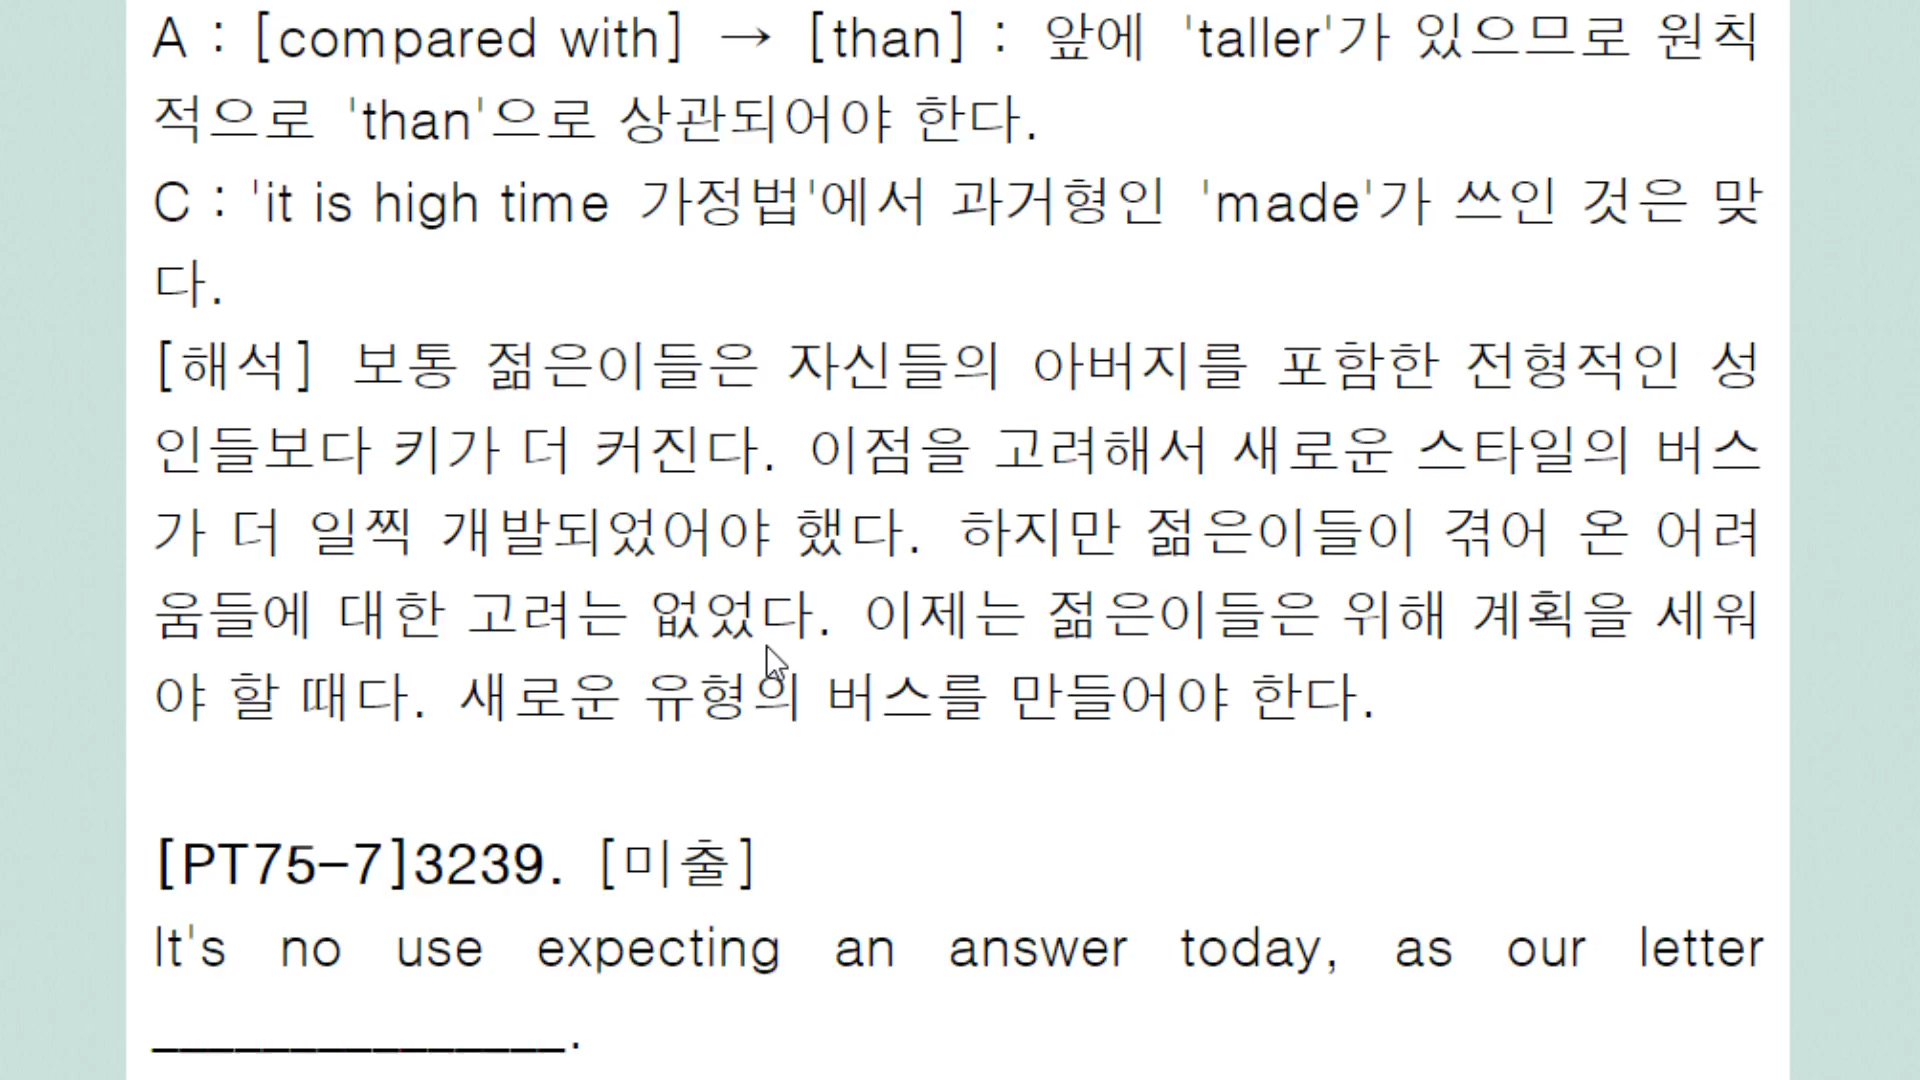 A : [compared with] → [than] : 앞에 'taller'가 있으므로 원칙
적으로 'than'으로 상관되어야 한다.
C : 'it is high time 가정법'에서 과거형인 'made'가 쓰인 것은 맞
다.
[해석] 보통 젊은이들은 자신들의 아버지를 포함한 전형적인 성
인들보다 키가 더 커진다. 이점을 고려해서 새로운 스타일의 버스
가 더 일찍 개발되었어야 했다. 하지만 젊은이들이 겪어 온 어려
움들에 대한 고려는 없었다. 이제는 젊은이들은 위해 계획을 세워
야 할 때다. 새로운 유형의 버스를 만들어야 한다.
[PT75-7]3239. [미출]
It's no use expecting an answer today, as our letter
_______________.